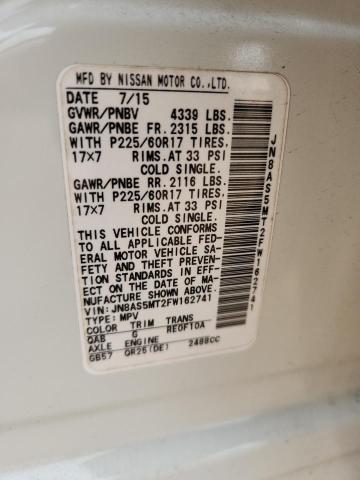 MFD BY NISSAN MOTOR CO.,LTD.
DATE 7/15
GVWR/PNBV 4339 LBS.
GAWR/PNBE FR. 2315 LBS.
WITH P225/60R17 TIRES,
17x7 RIMS.AT 33 PSI
COLD SINGLE.
GAWR/PNBE RR. 2116 LBS.
WITH P225/60R17 TIRES,
17x7 RIMS.AT 33 PSI
COLD SINGLE.
THIS VEHICLE CONFORMS
TO ALL APPLICABLE FED-
ERAL MOTOR VEHICLE SA-
FETY AND THEFT PREVENT-
ION STANDARDS IN EFF-
ECT ON THE DATE OF MA-
NUFACTURE SHOWN ABOVE.
VIN:JN8AS5MT2FW162741
TYPE:MPV
COLOR TRIM TRANS
QAB G RE0F10A
AXLE ENGINE
GB57 QR25(DE) 2488CC
JN8AS5MT2FW162741